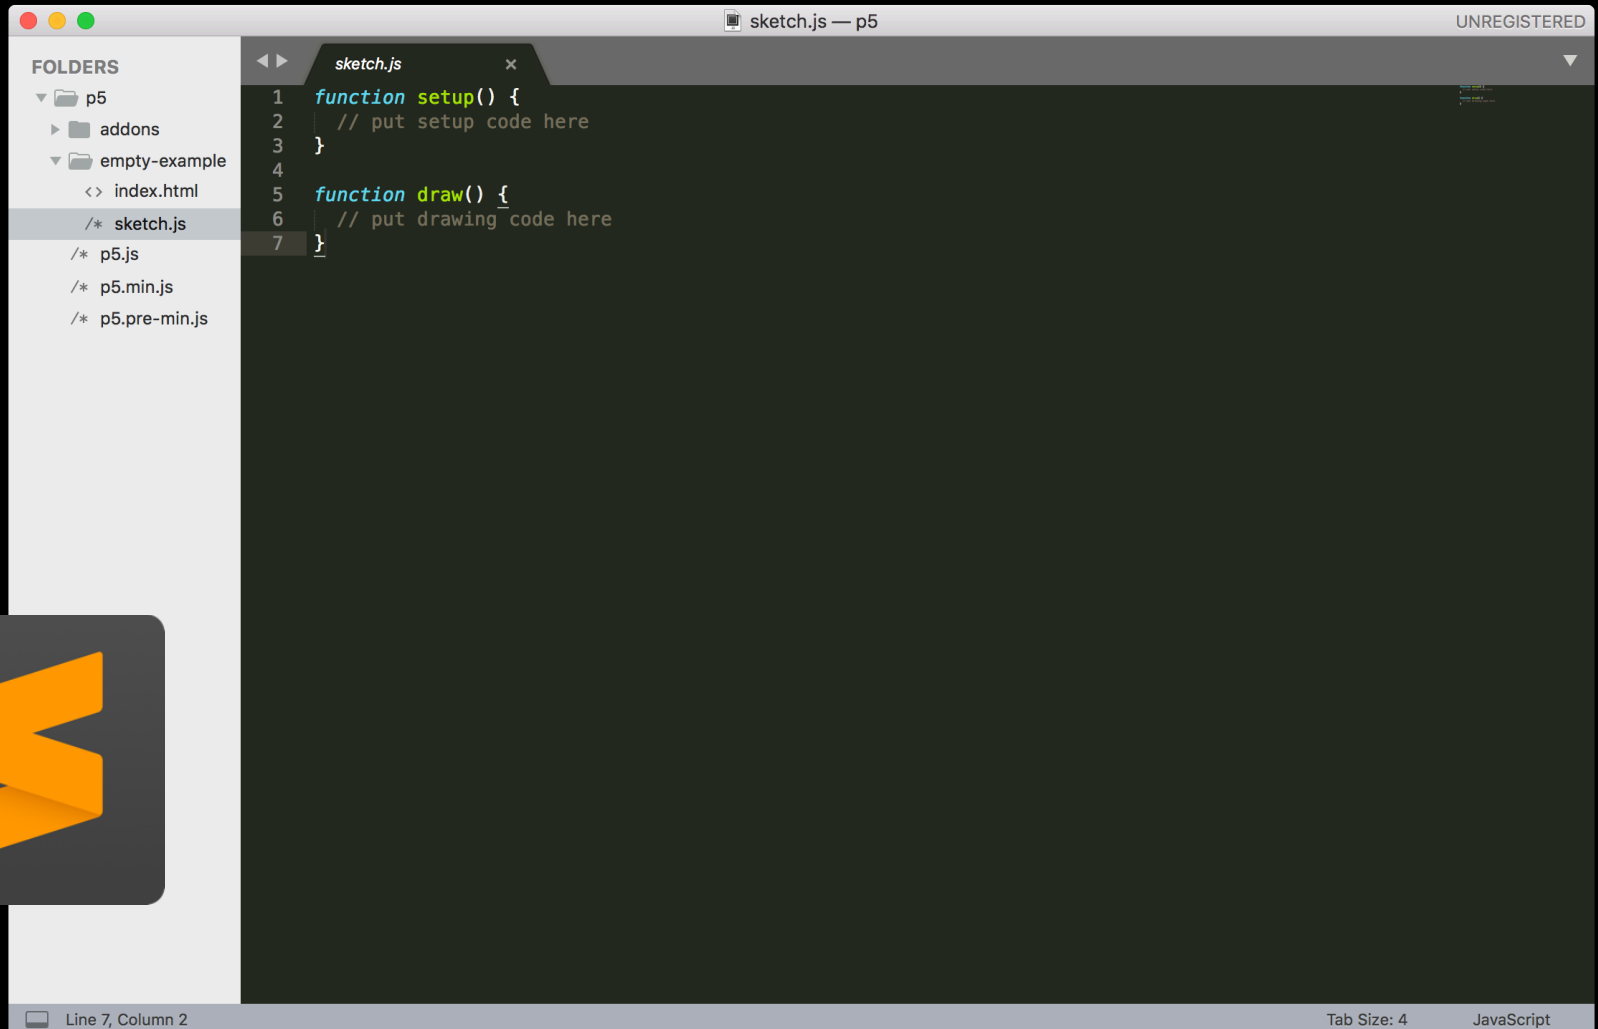 sketch.js — p5
UNREGISTERED
FOLDERS
p5
addons
empty-example
index.html
/* sketch.js
/* p5.js
/* p5.min.js
/* p5.pre-min.js
sketch.js
1 function setup() {
2 // put setup code here
3 }
4
5 function draw() {
6 // put drawing code here
7 }
Line 7, Column 2
Tab Size: 4
JavaScript